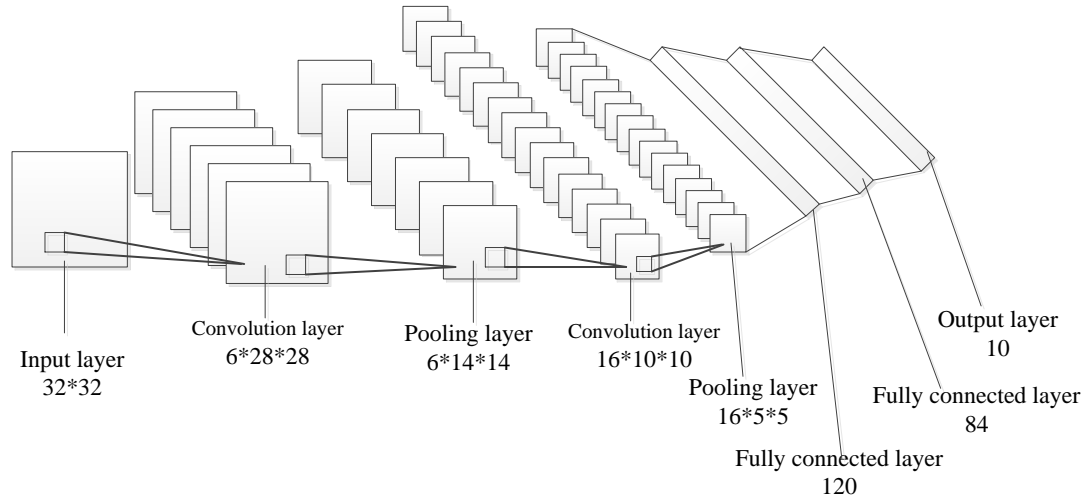 Input layer
32*32
Convolution layer
6*28*28
Pooling layer
6*14*14
Convolution layer
16*10*10
Pooling layer
16*5*5
Fully connected layer
120
Fully connected layer
84
Output layer
10